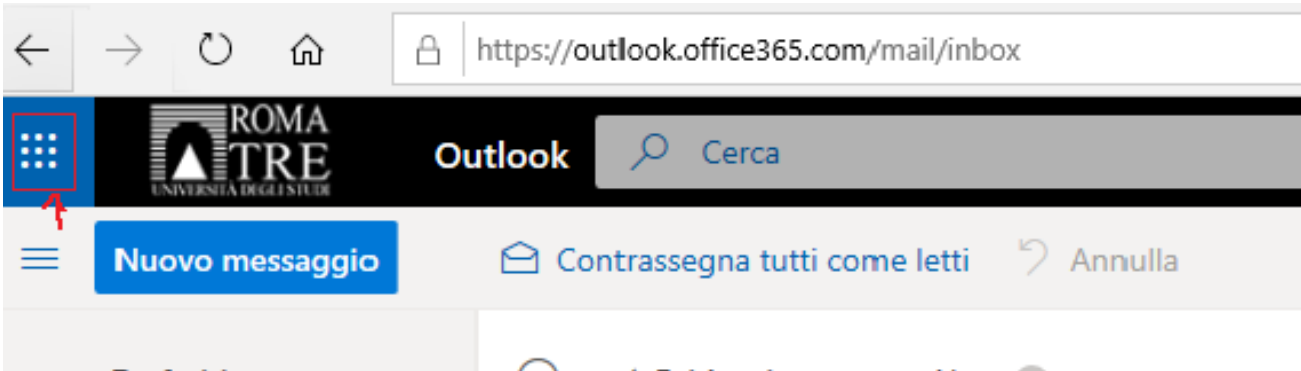 https://outlook.office365.com/mail/inbox
ROMA
TRE
UNIVERSITÀ DEGLI STUDI
Outlook
Cerca
1
Nuovo messaggio
Contrassegna tutti come letti
Annulla